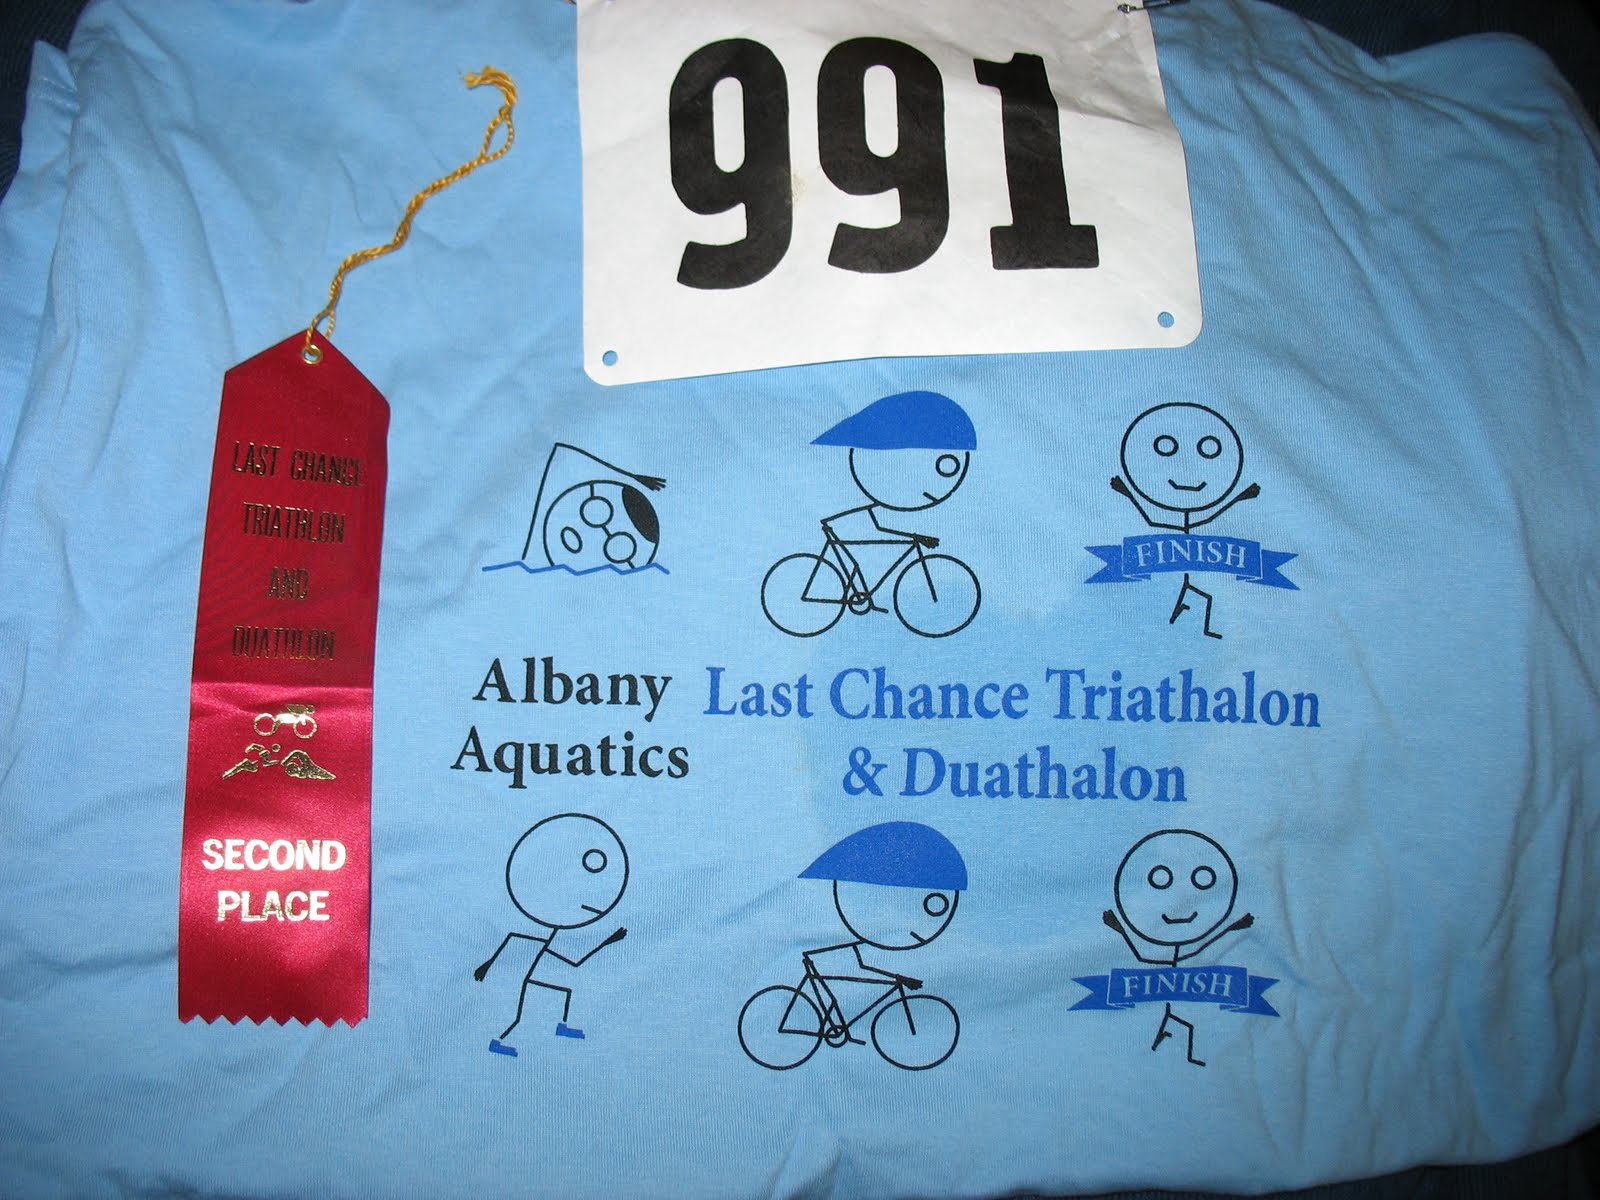 991
LAST CHANCE
TRIATHLON
AND
DUATHLON
SECOND
PLACE
FINISH
Albany
Aquatics
Last Chance Triathalon
& Duathalon
FINISH